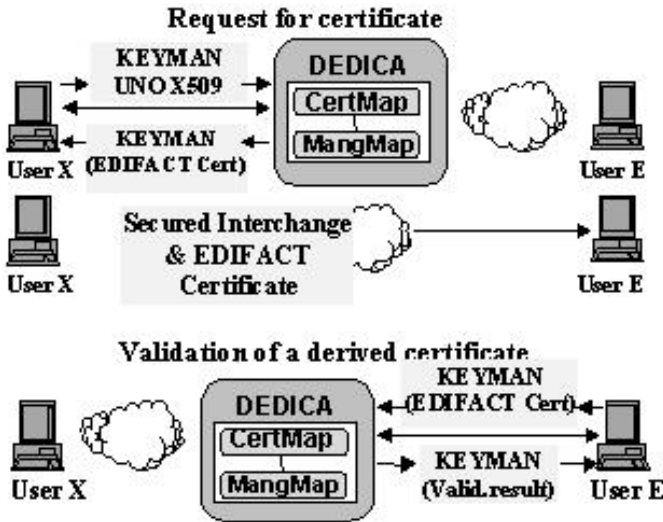 Request for certificate
KEYMAN
UNO X509
DEDICA
CertMap
MangMap
KEYMAN
(EDIFACT Cert)
User X
User E
Secured Interchange
& EDIFACT
Certificate
User X
User E
Validation of a derived certificate
KEYMAN
(EDIFACT Cert)
DEDICA
CertMap
MangMap
KEYMAN
(Valid.result)
User X
User E